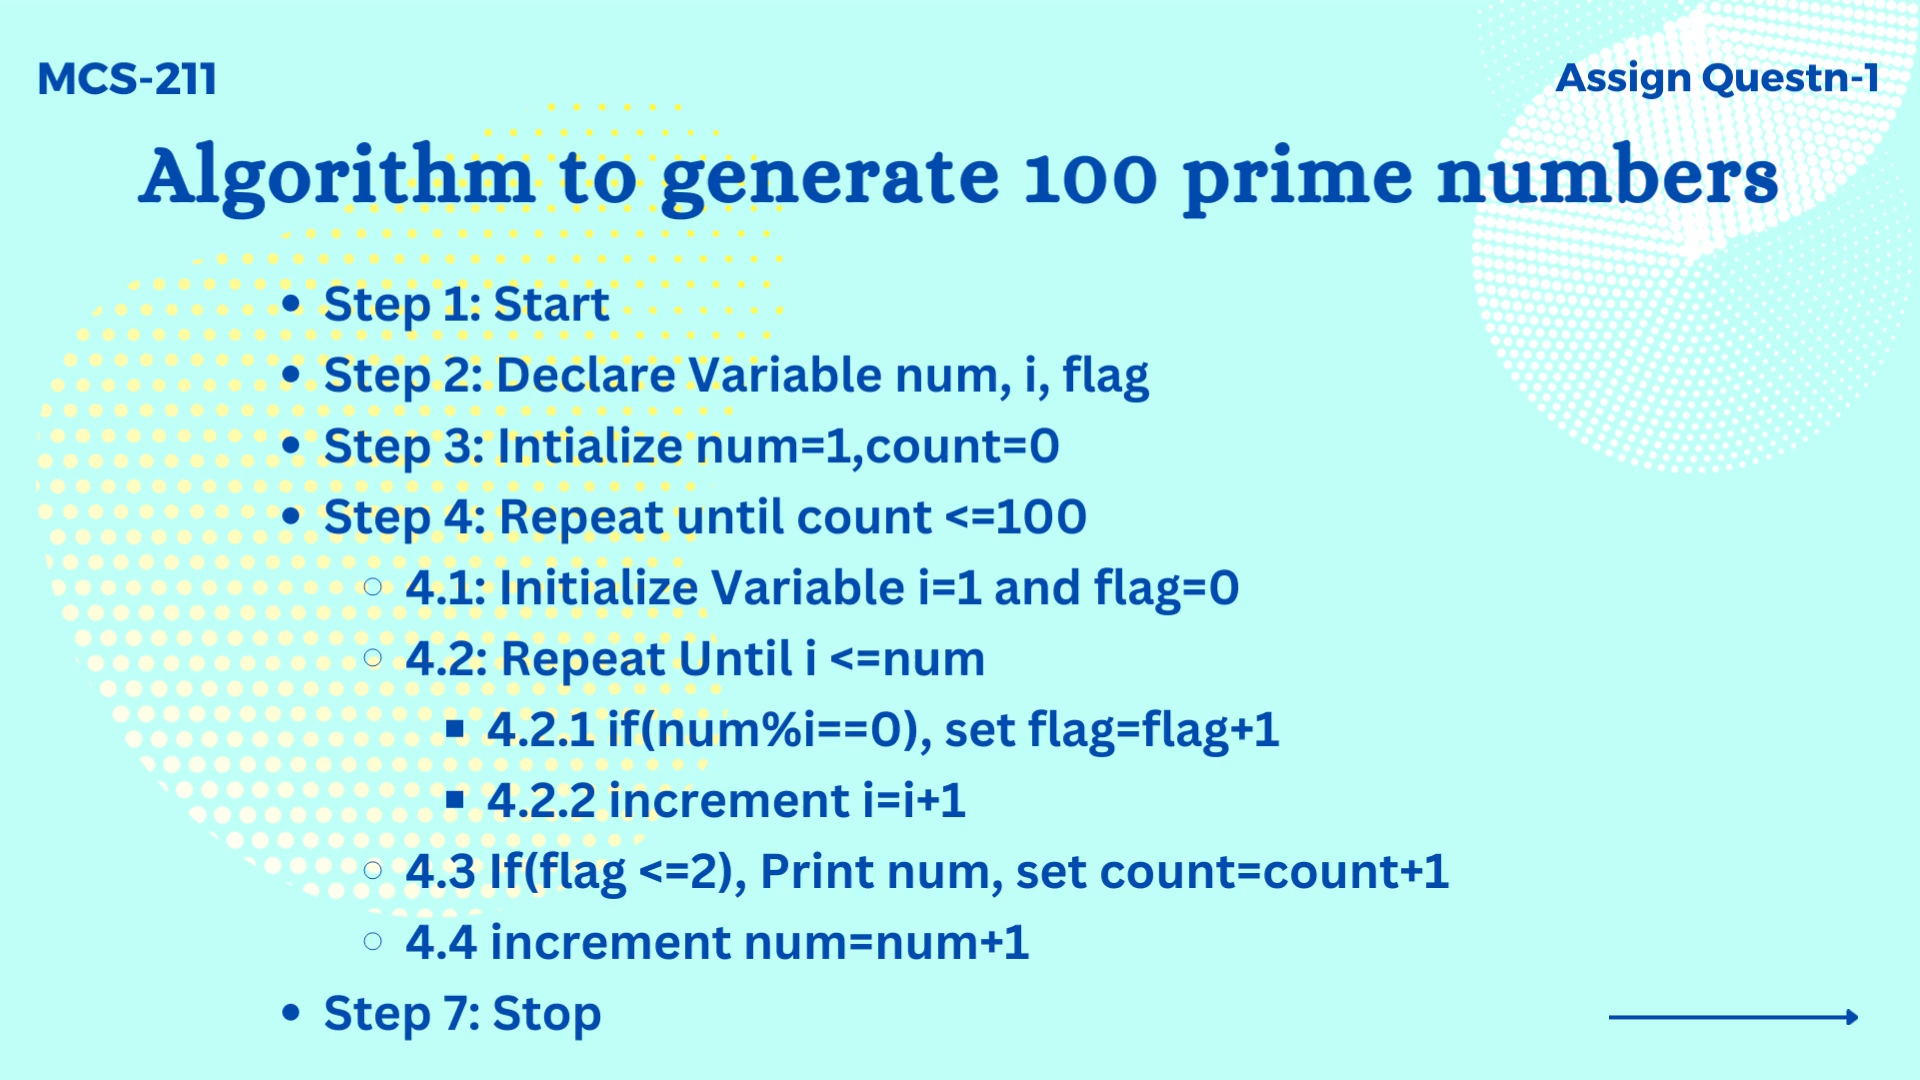 MCS-211
Assign Questn-1
Algorithm to generate 100 prime numbers
Step 1: Start
Step 2: Declare Variable num, i, flag
Step 3: Intialize num=1,count=0
Step 4: Repeat until count <=100
4.1: Initialize Variable i=1 and flag=0
4.2: Repeat Until i <=num
4.2.1 if(num%i==0), set flag=flag+1
4.2.2 increment i=i+1
4.3 If(flag <=2), Print num, set count=count+1
4.4 increment num=num+1
Step 7: Stop